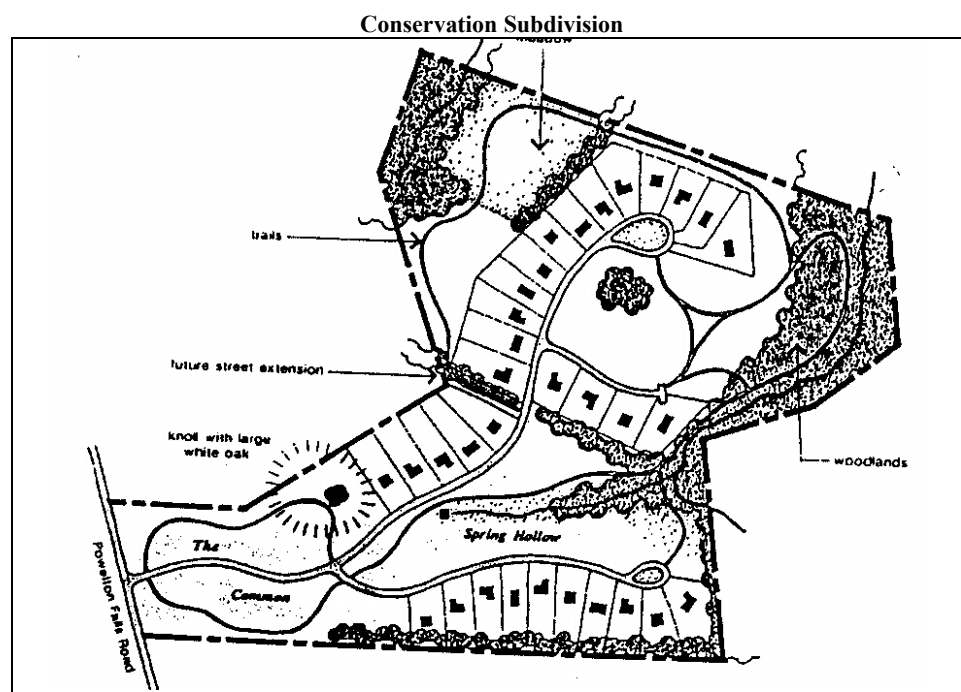 Conservation Subdivision
meadow
trails
future street extension
knoll with large
white oak
woodlands
The
Common
Spring Hollow
Powelton Falls Road